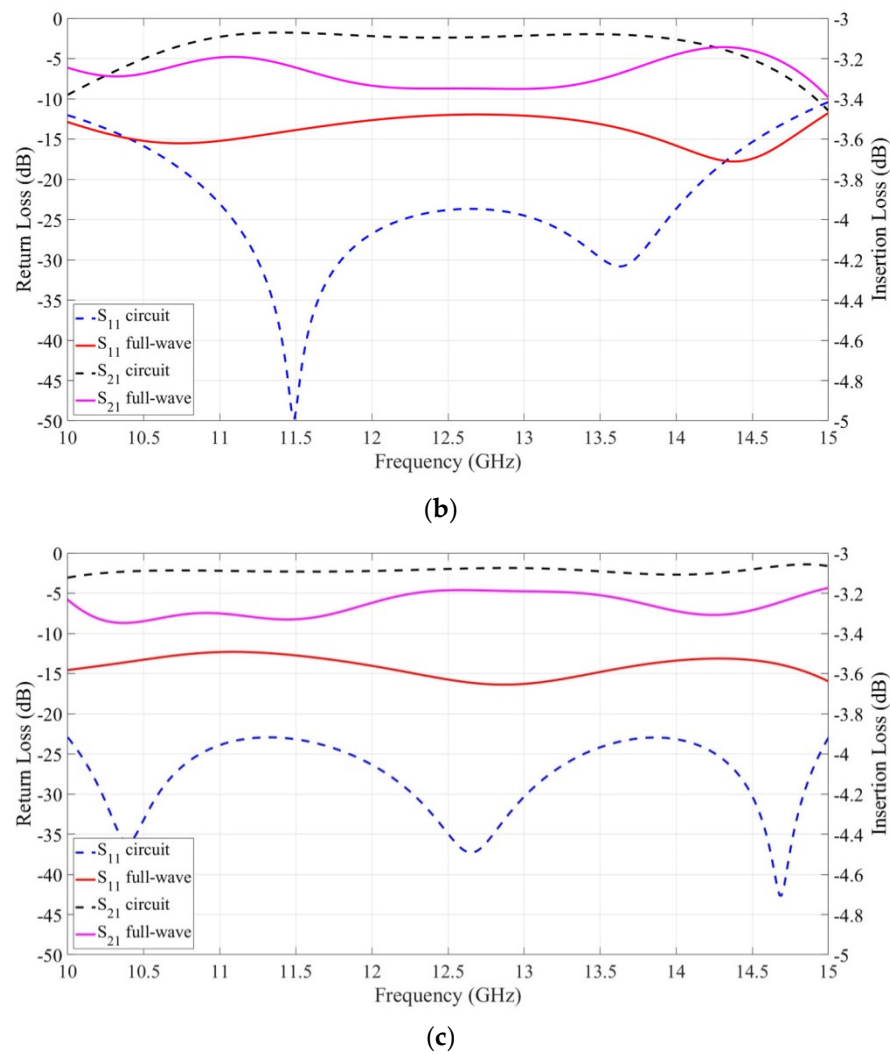 0 -3
-5 -3.2
-10 -3.4
-15 -3.6
-20 -3.8
-25 -4
-30 -4.2
-35 -4.4
-40 -4.6
-45 -4.8
-50 -5
Return Loss (dB)
Insertion Loss (dB)
S11 circuit
S11 full-wave
S21 circuit
S21 full-wave
10 10.5 11 11.5 12 12.5 13 13.5 14 14.5 15
Frequency (GHz)
(b)
0 -3
-5 -3.2
-10 -3.4
-15 -3.6
-20 -3.8
-25 -4
-30 -4.2
-35 -4.4
-40 -4.6
-45 -4.8
-50 -5
Return Loss (dB)
Insertion Loss (dB)
S11 circuit
S11 full-wave
S21 circuit
S21 full-wave
10 10.5 11 11.5 12 12.5 13 13.5 14 14.5 15
Frequency (GHz)
(c)